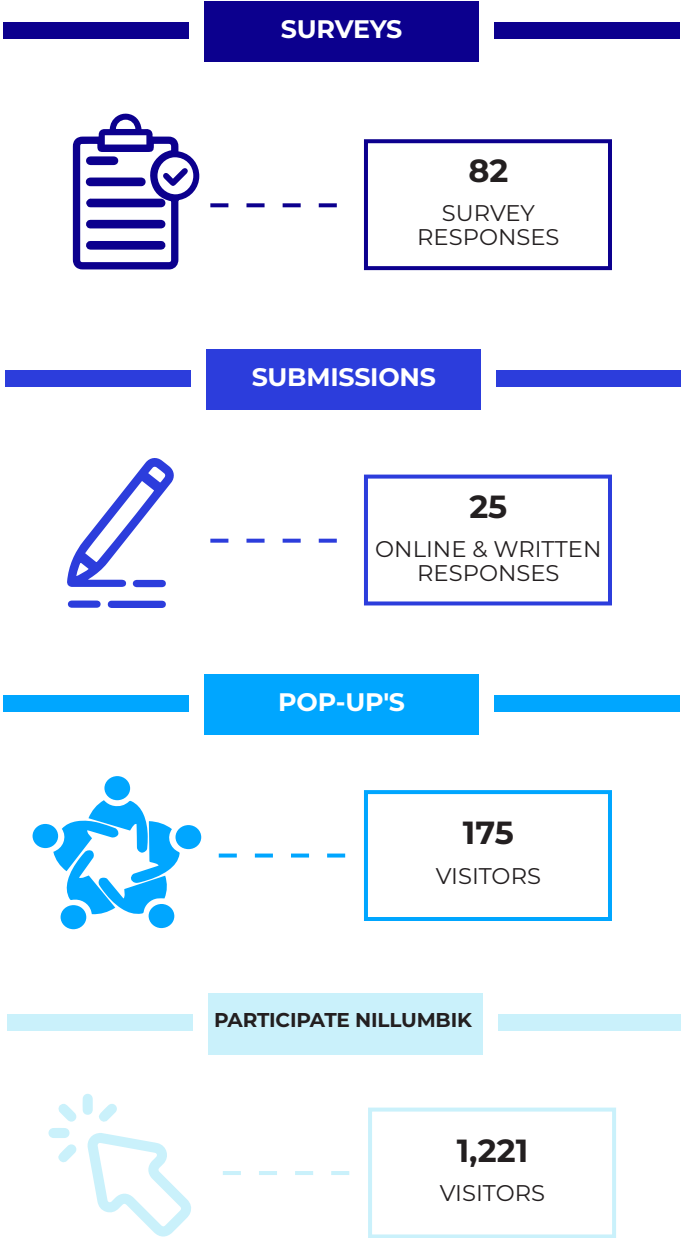 SURVEYS
82
SURVEY
RESPONSES
SUBMISSIONS
25
ONLINE & WRITTEN
RESPONSES
POP-UP'S
175
VISITORS
PARTICIPATE NILLUMBIK
1,221
VISITORS